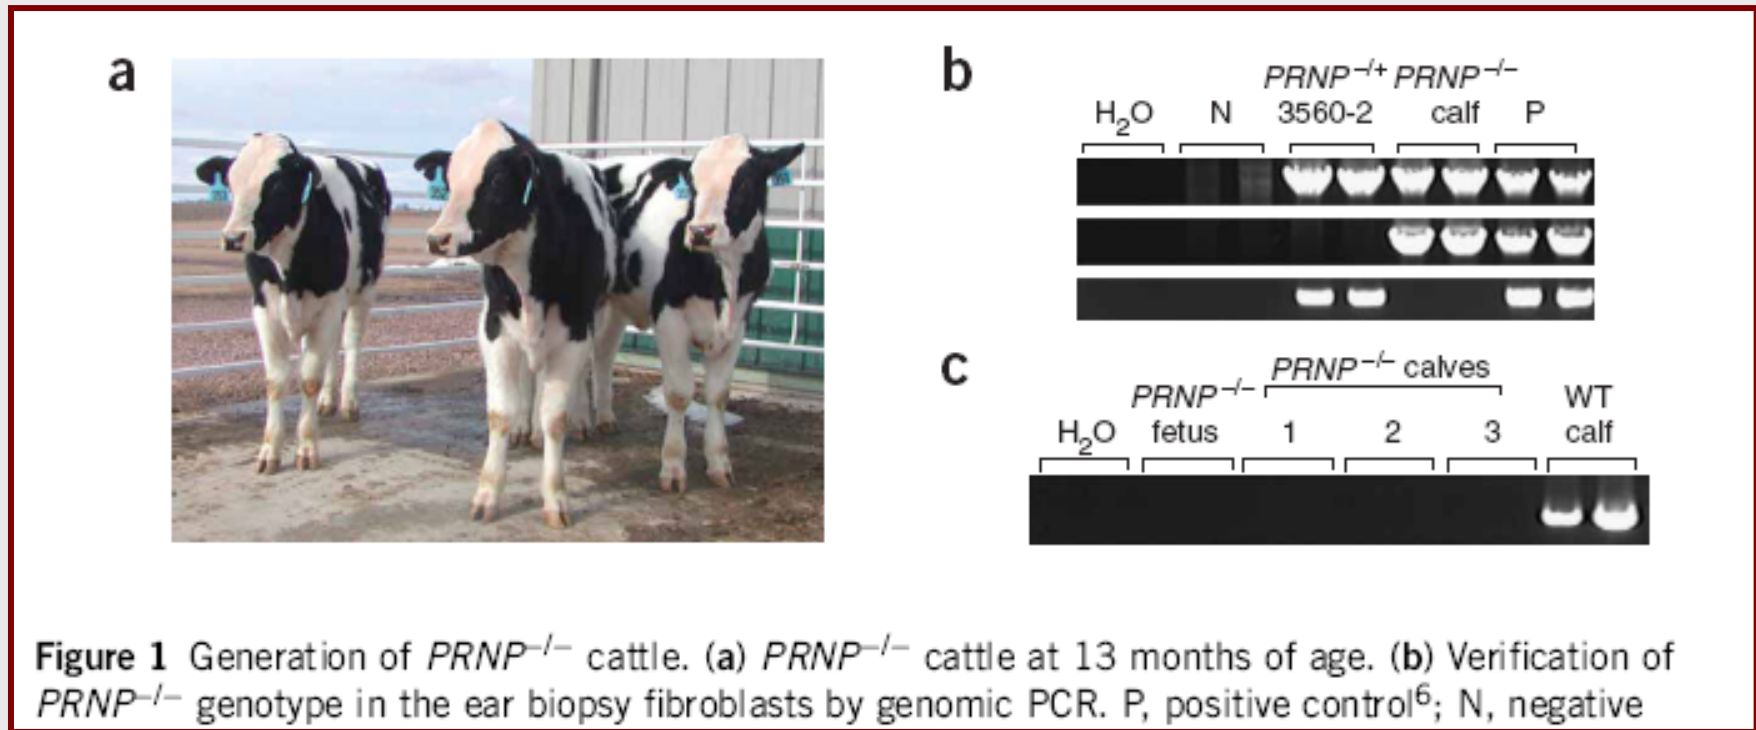 a
b
PRNP −/+ PRNP −/−
H2O N 3560-2 calf P
c
PRNP −/− calves
PRNP −/− WT
H2O fetus 1 2 3 calf
Figure 1 Generation of PRNP−/− cattle. (a) PRNP−/− cattle at 13 months of age. (b) Verification of
PRNP−/− genotype in the ear biopsy fibroblasts by genomic PCR. P, positive control6; N, negative